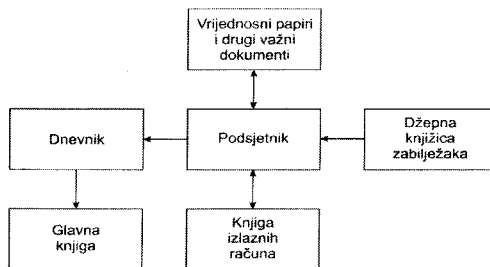 Vrijednosni papiri
i drugi važni
dokumenti
Dnevnik
Podsjetnik
Džepna
knjižica
zabilježaka
Glavna
knjiga
Knjiga
izlaznih
računa